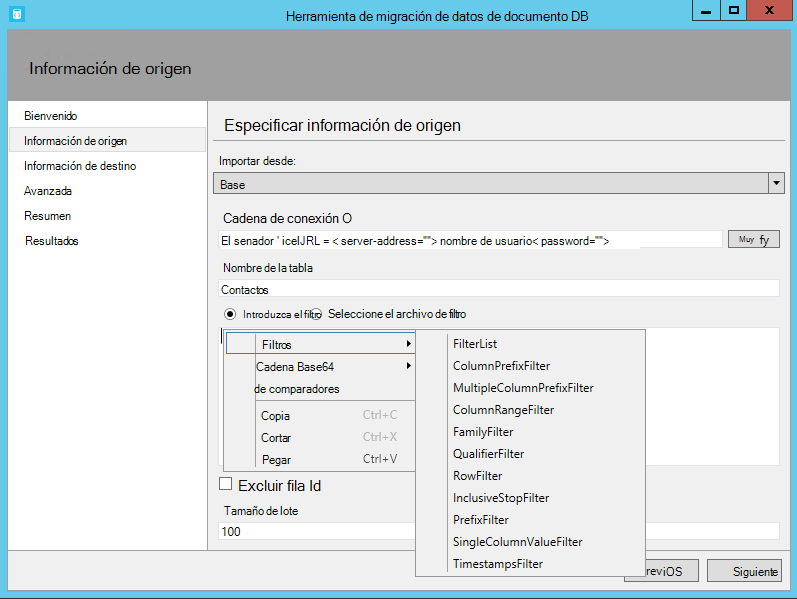 Herramienta de migración de datos de documento DB
Información de origen
Bienvenido
Información de origen
Información de destino
Avanzada
Resumen
Resultados
Especificar información de origen
Importar desde:
Base
Cadena de conexión O
El senador ' icelJRL = < server-address=""> nombre de usuario< password="">
Muy fy
Nombre de la tabla
Contactos
Introduzca el filtro Seleccione el archivo de filtro
Filtros
Cadena Base64
de comparadores
Copia Ctrl+C
Cortar Ctrl+X
Pegar Ctrl+V
FilterList
ColumnPrefixFilter
MultipleColumnPrefixFilter
ColumnRangeFilter
FamilyFilter
QualifierFilter
RowFilter
InclusiveStopFilter
PrefixFilter
SingleColumnValueFilter
TimestampsFilter
Excluir fila Id
Tamaño de lote
100
reviOS
Siguiente